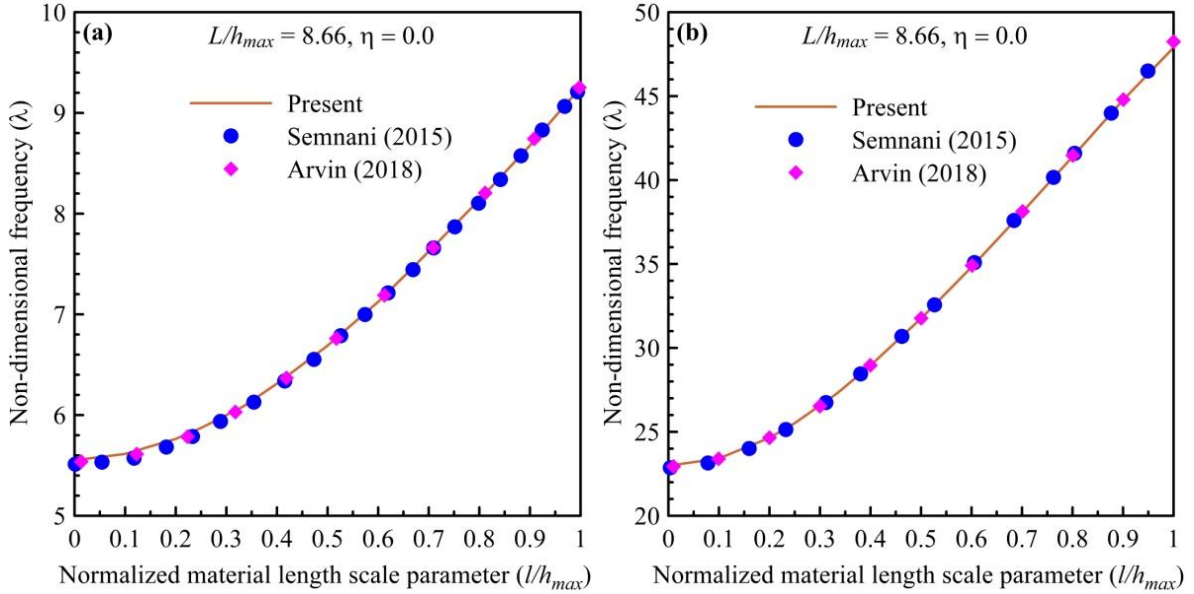 (a)
L/hmax = 8.66, η = 0.0
Present
Semnani (2015)
Arvin (2018)
Non-dimensional frequency (λ)
10
9
8
7
6
5
0 0.1 0.2 0.3 0.4 0.5 0.6 0.7 0.8 0.9 1
Normalized material length scale parameter (l/hmax)
(b)
L/hmax = 8.66, η = 0.0
Present
Semnani (2015)
Arvin (2018)
Non-dimensional frequency (λ)
50
45
40
35
30
25
20
0 0.1 0.2 0.3 0.4 0.5 0.6 0.7 0.8 0.9 1
Normalized material length scale parameter (l/hmax)